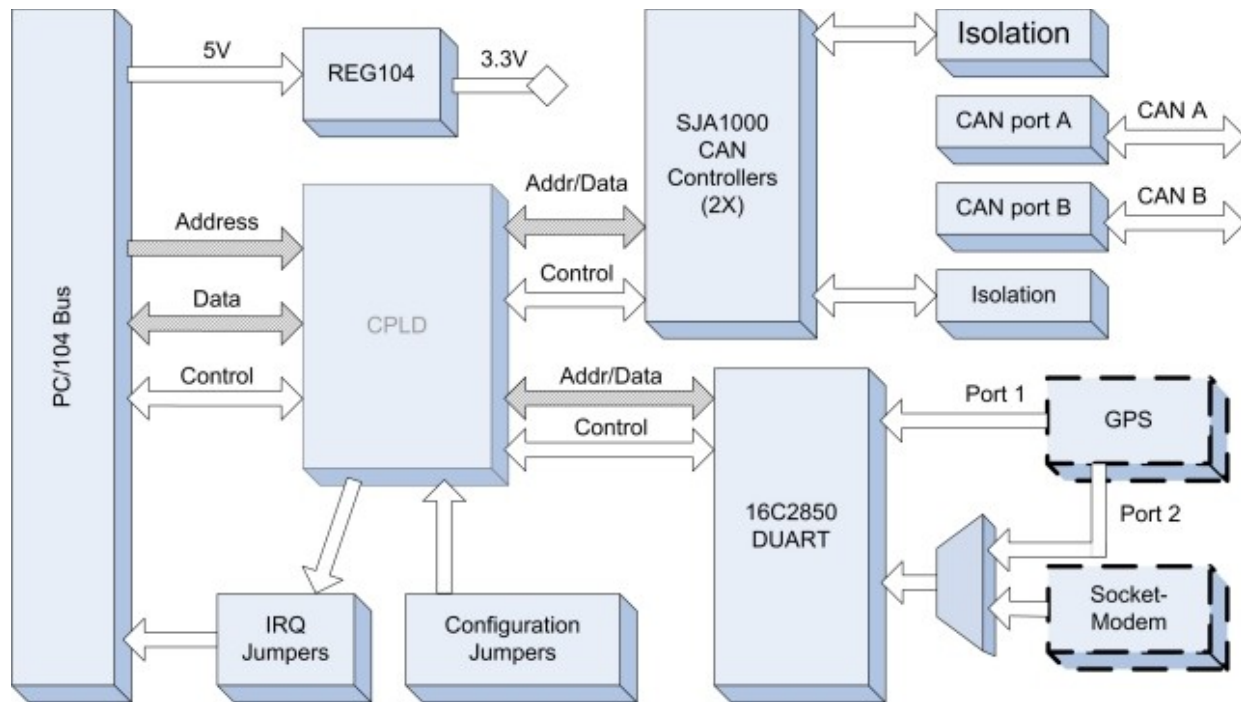 5V
REG104
3.3V
SJA1000
CAN
Controllers
(2X)
Isolation
CAN port A
CAN A
CAN port B
CAN B
Isolation
PC/104 Bus
Address
Data
Control
CPLD
Addr/Data
Control
Addr/Data
Control
16C2850
DUART
Port 1
GPS
Port 2
Socket-
Modem
IRQ
Jumpers
Configuration
Jumpers